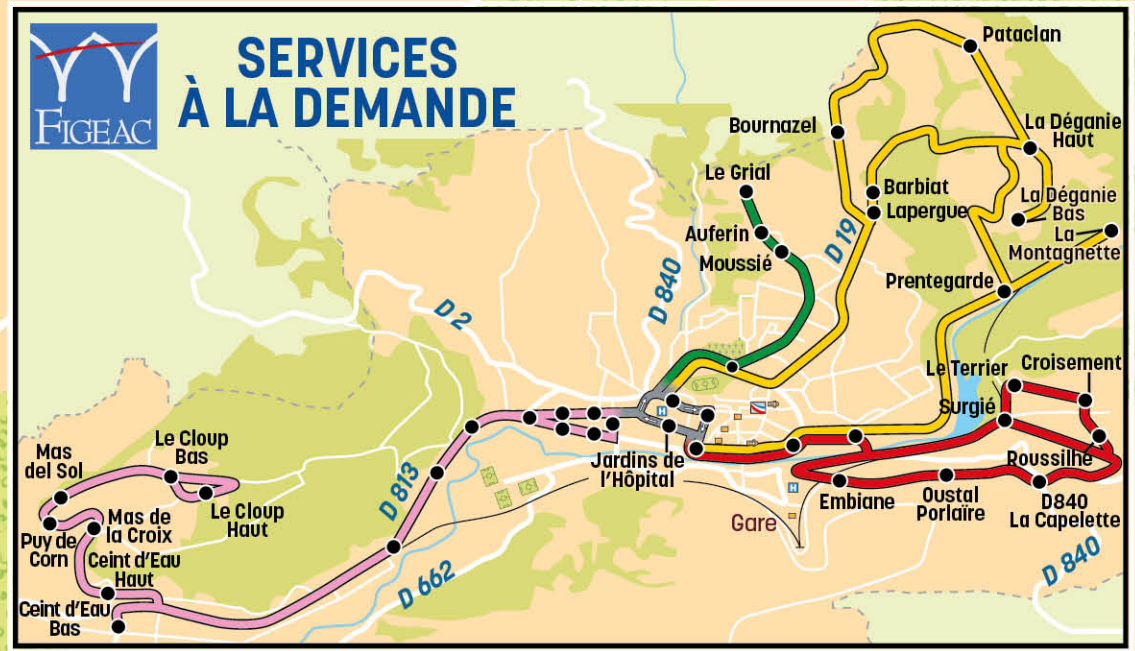 FIGEAC
SERVICES
À LA DEMANDE
Pataclan
Bournazel
La Déganie
Haut
Le Grial
Barbiat
Lapergue
La Déganie
Bas
La
Montagnette
Auferin
Moussié
D 19
D 840
Prentegarde
D 2
Le Terrier
Croisement
Surgié
H
Le Cloup
Bas
Mas
del Sol
Le Cloup
Haut
D 813
Jardins de
l'Hôpital
Roussilhe
Embiane
Oustal
Porlaïre
D840
La Capelette
H
Puy de
Corn
Mas de
la Croix
Gare
Ceint d'Eau
Haut
D 662
D 840
Ceint d'Eau
Bas